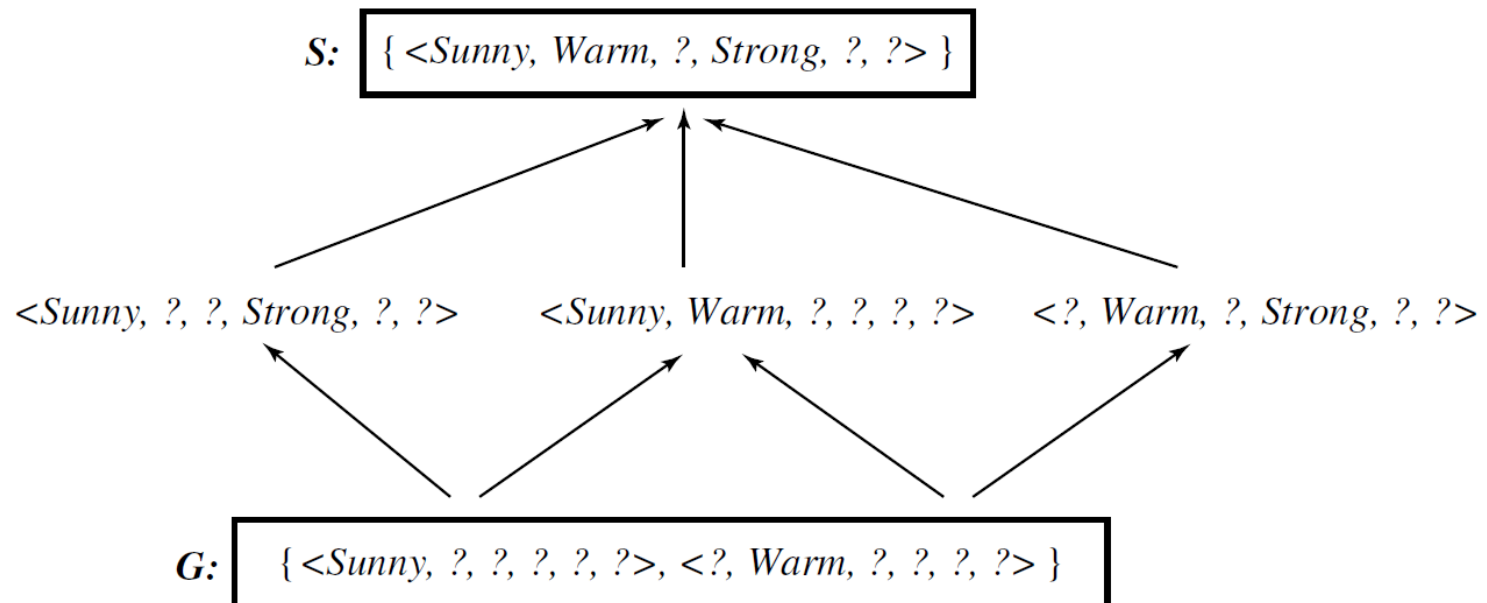 S: { <Sunny, Warm, ?, Strong, ?, ?> }
<Sunny, ?, ?, Strong, ?, ?> <Sunny, Warm, ?, ?, ?, ?> <?, Warm, ?, Strong, ?, ?>
G: { <Sunny, ?, ?, ?, ?, ?>, <?, Warm, ?, ?, ?, ?> }